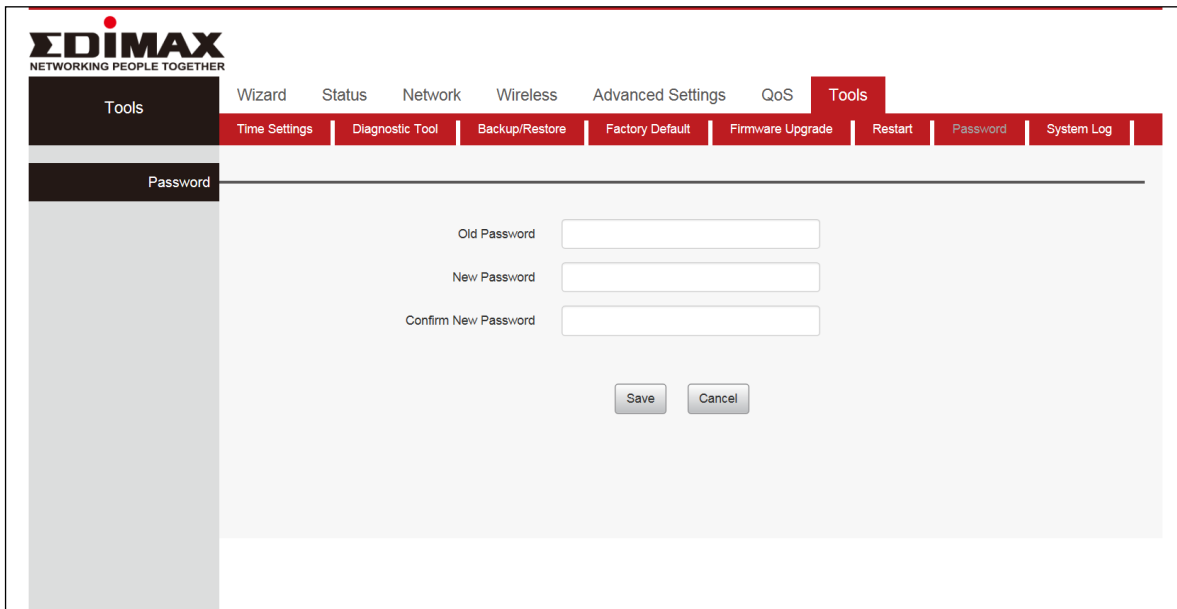 EDiMAX
NETWORKING PEOPLE TOGETHER
Tools
Wizard Status Network Wireless Advanced Settings QoS Tools
Time Settings Diagnostic Tool Backup/Restore Factory Default Firmware Upgrade Restart Password System Log
Password
Old Password
New Password
Confirm New Password
Save Cancel